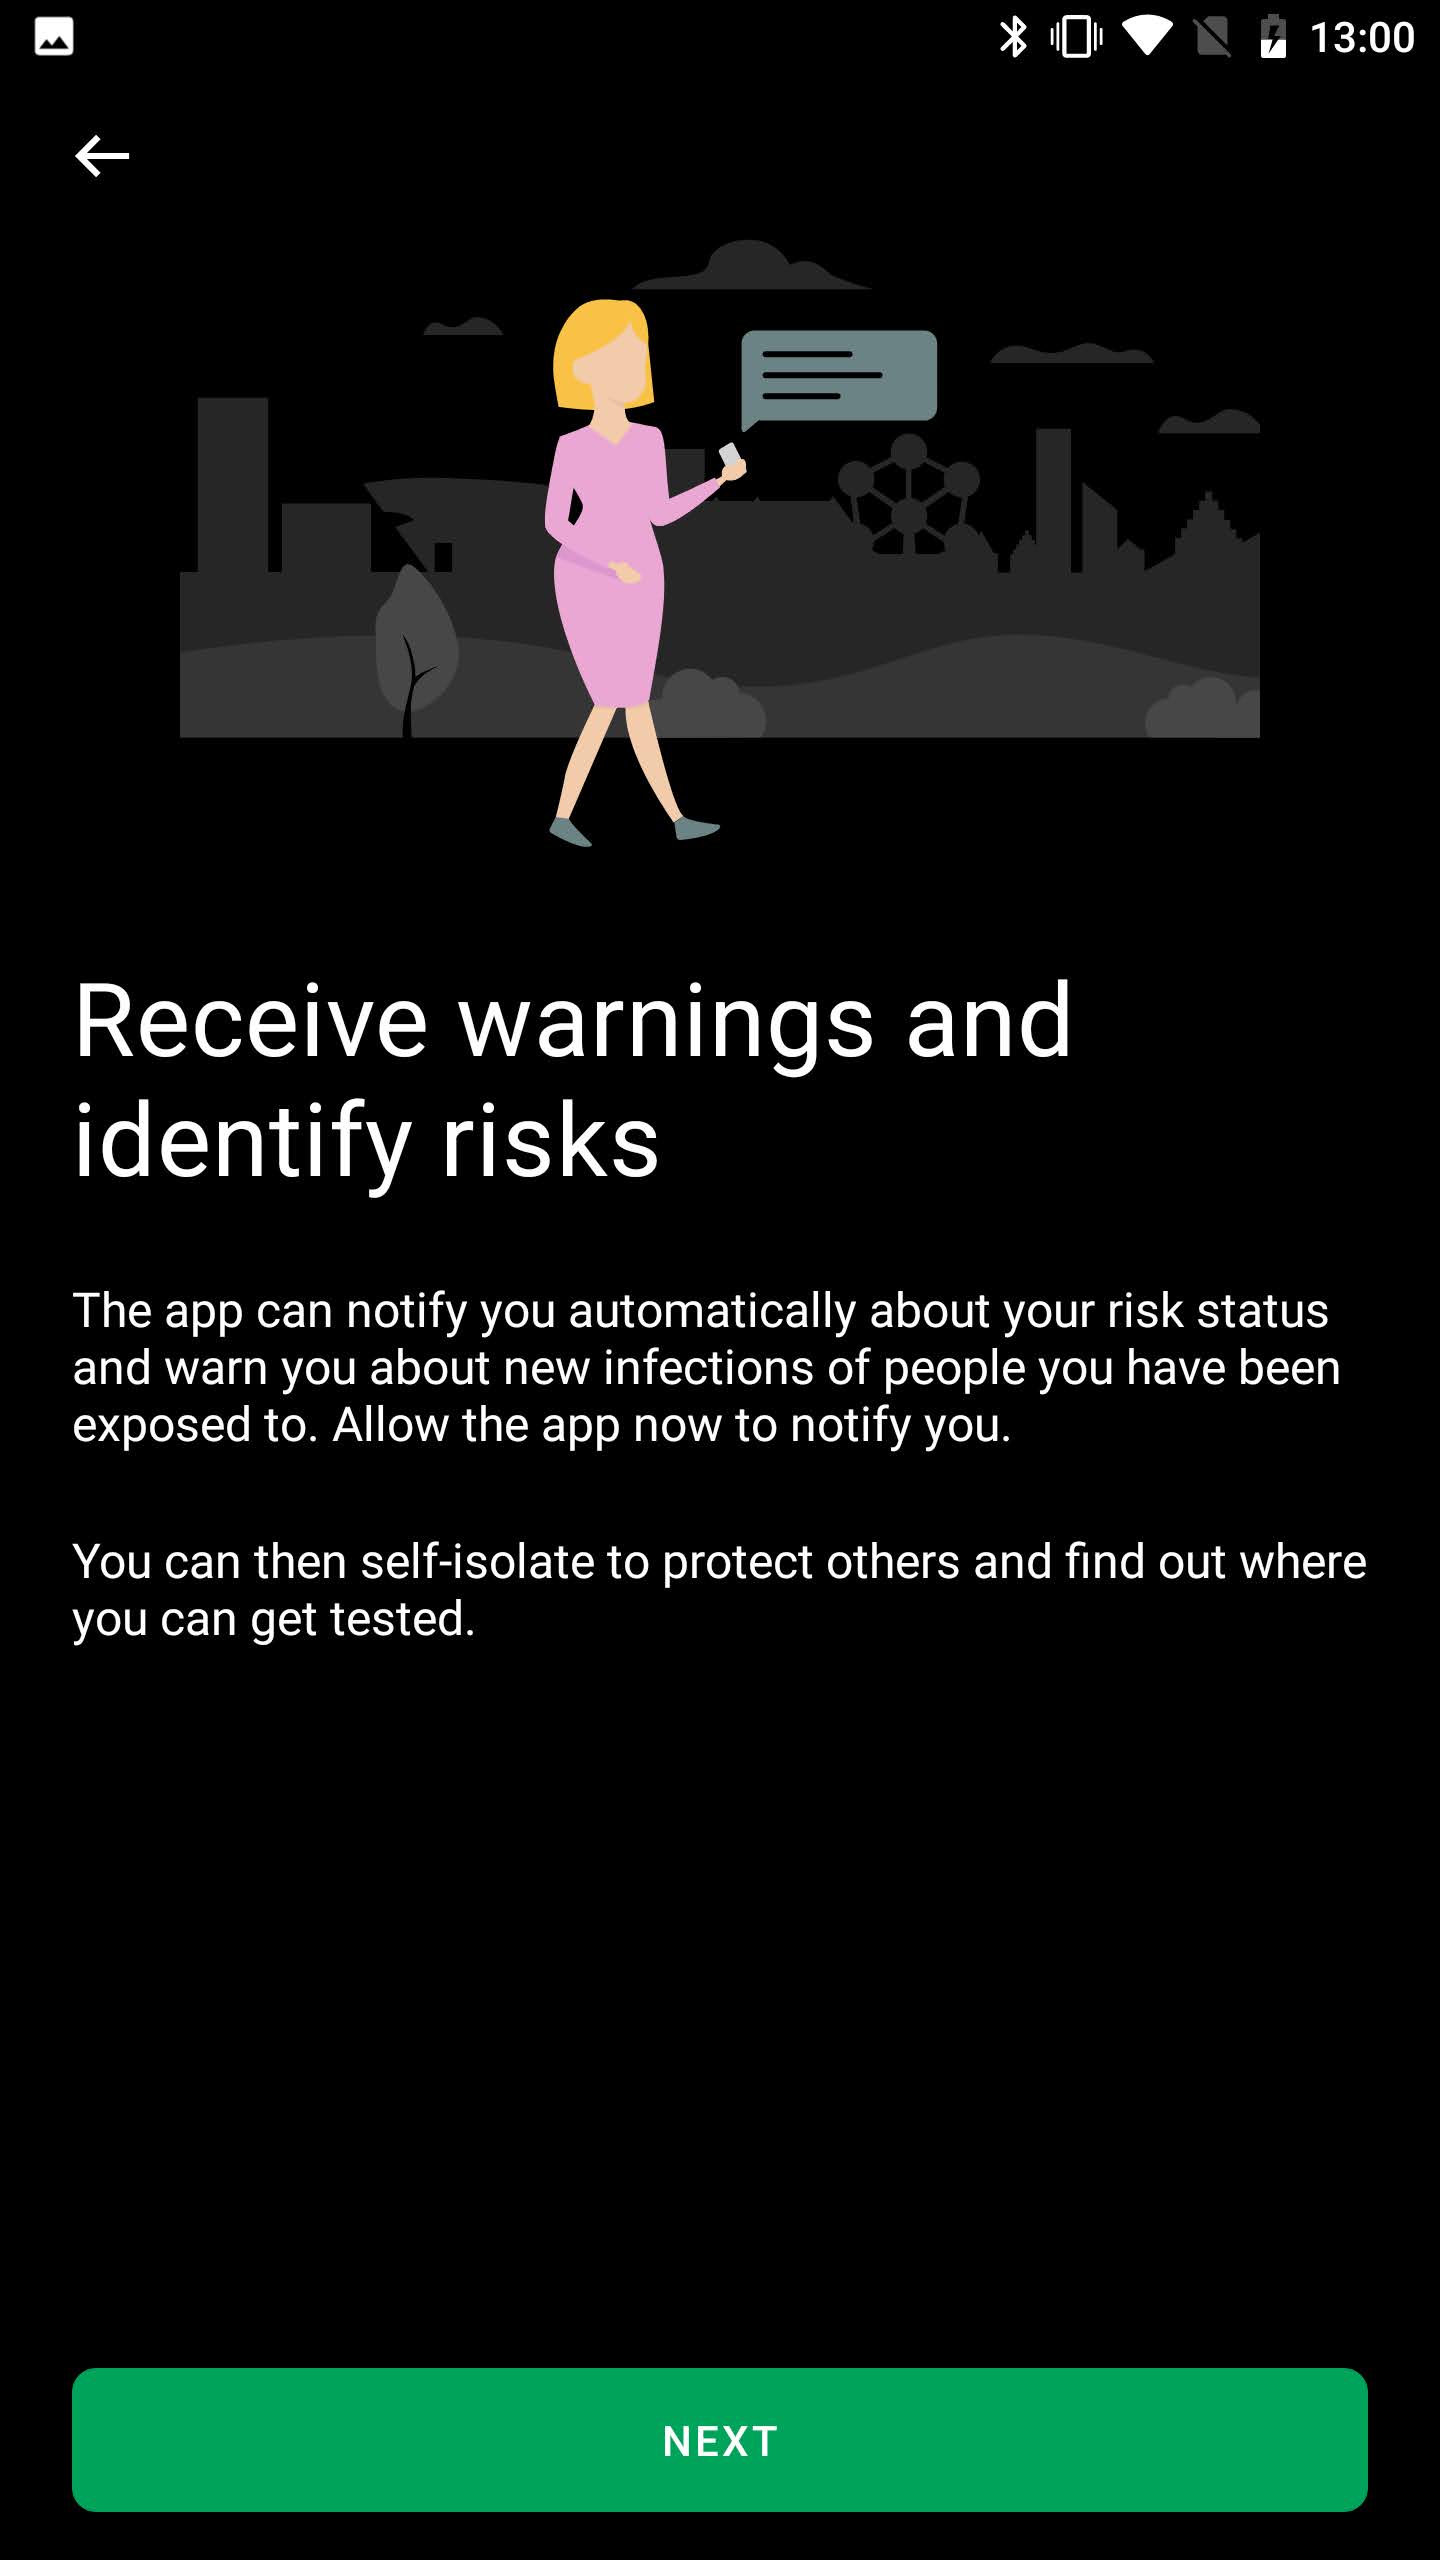 13:00
Receive warnings and
identify risks
The app can notify you automatically about your risk status
and warn you about new infections of people you have been
exposed to. Allow the app now to notify you.
You can then self-isolate to protect others and find out where
you can get tested.
NEXT